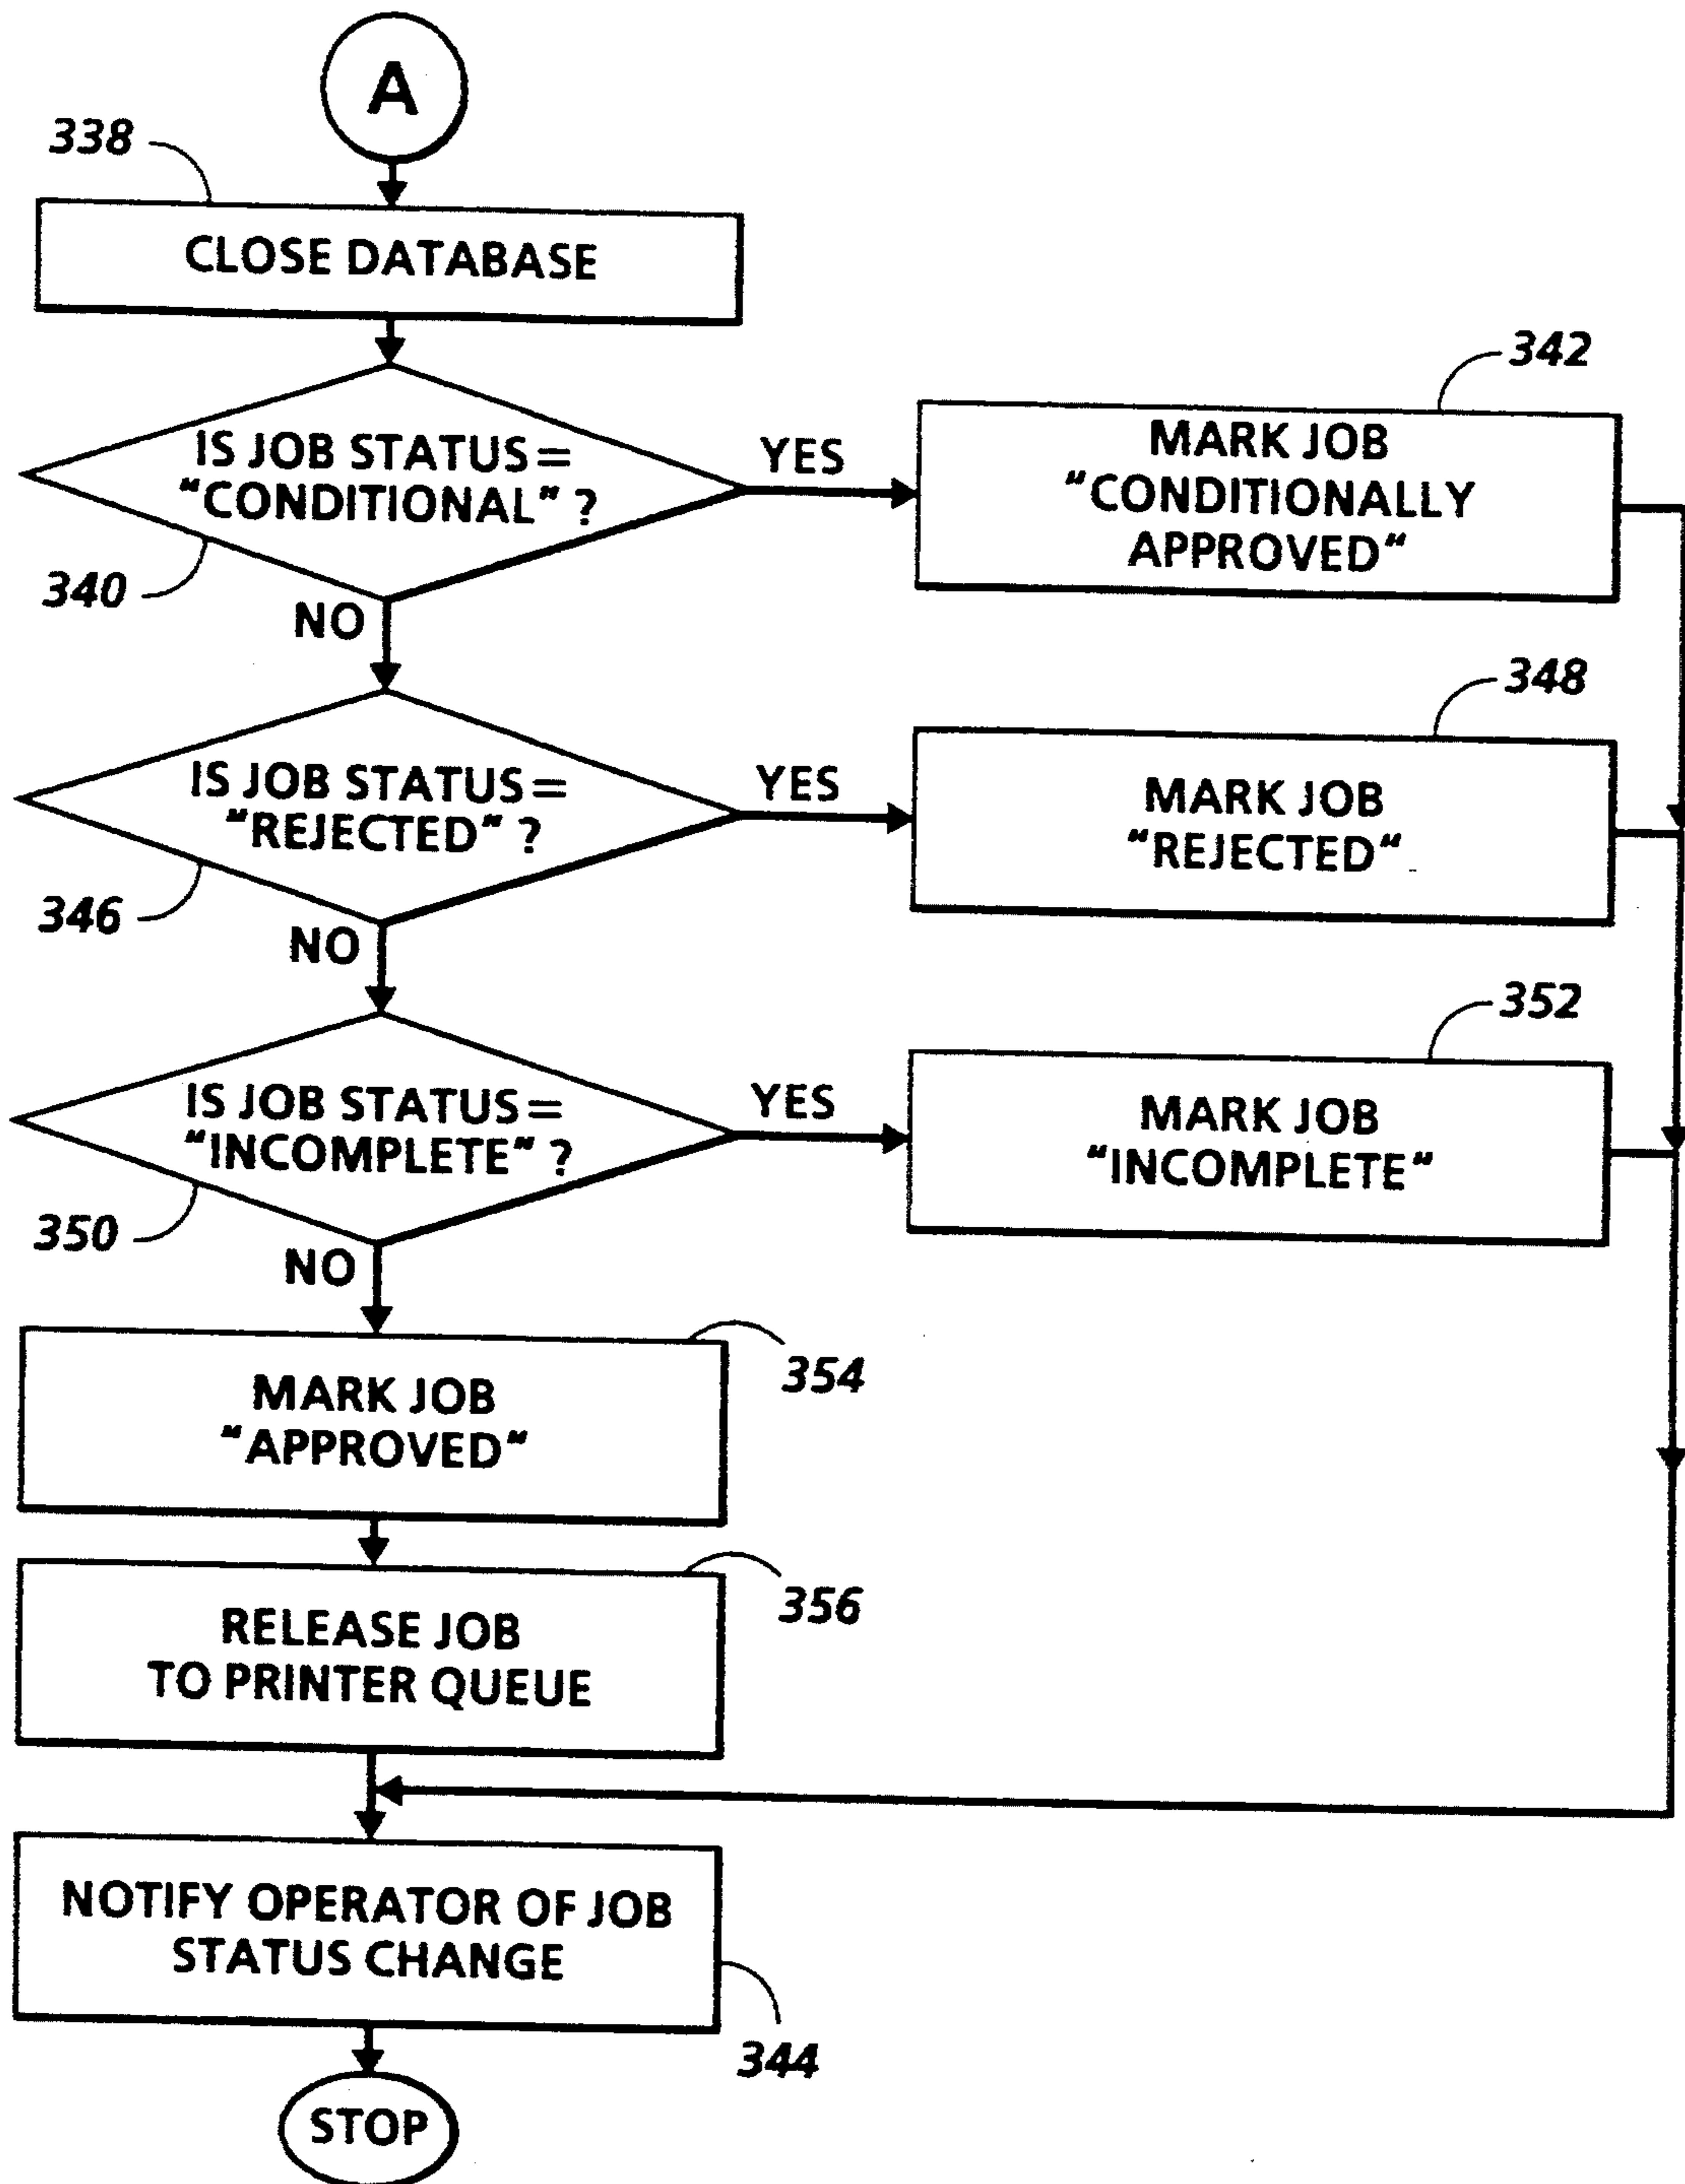 A
338
CLOSE DATABASE
342
IS JOB STATUS =
"CONDITIONAL" ?
YES
MARK JOB
"CONDITIONALLY
APPROVED"
340
NO
348
IS JOB STATUS =
"REJECTED" ?
YES
MARK JOB
"REJECTED"
346
NO
352
IS JOB STATUS =
"INCOMPLETE" ?
YES
MARK JOB
"INCOMPLETE"
350
NO
354
MARK JOB
"APPROVED"
356
RELEASE JOB
TO PRINTER QUEUE
NOTIFY OPERATOR OF JOB
STATUS CHANGE
344
STOP